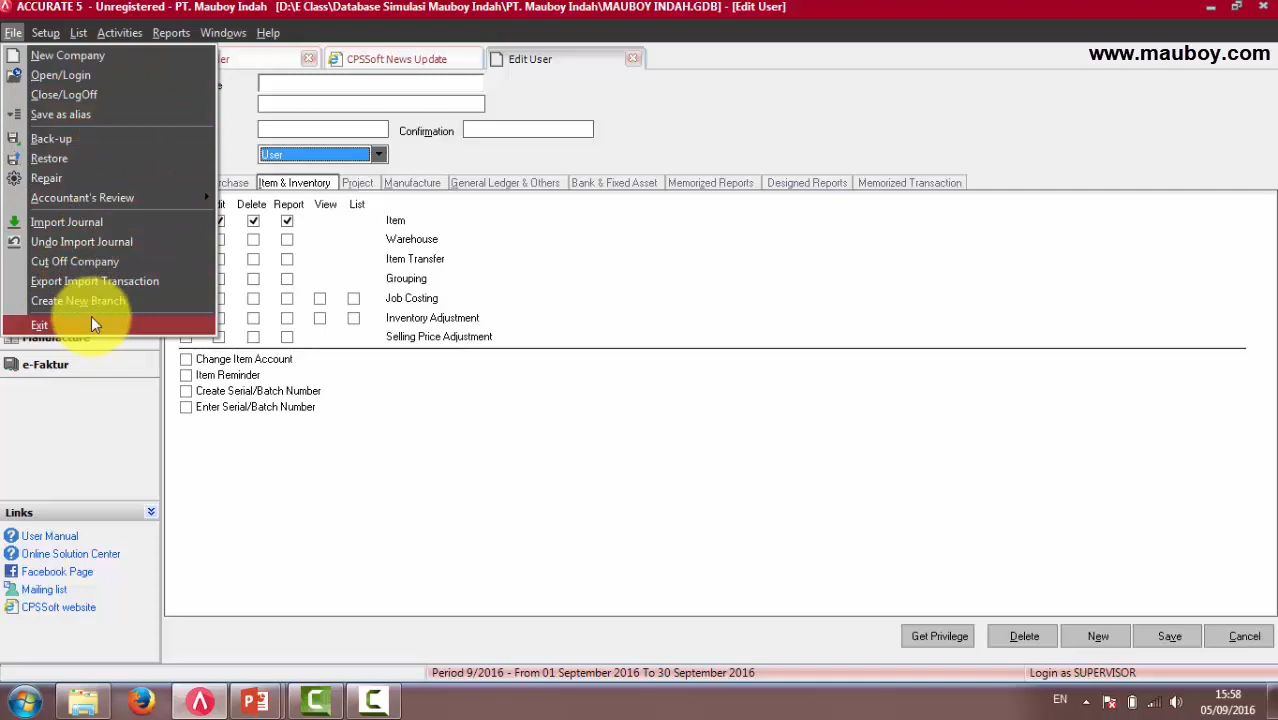 ACCURATE 5 - Unregistered - PT. Mauboy Indah [D:\E Class\Database Simulasi Mauboy Indah\PT. Mauboy Indah\MAUBOY INDAH.GDB] - [Edit User]
File Setup List Activities Reports Windows Help
www.mauboy.com
CPSSoft News Update
Edit User
New Company
Open/Login
Close/LogOff
Save as alias
Back-up
Restore
Repair
Accountant's Review
Import Journal
Undo Import Journal
Cut Off Company
Export Import Transaction
Create New Branch
Exit
Confirmation
User
Item & Inventory Project Manufacture General Ledger & Others Bank & Fixed Asset Memorized Reports Designed Reports Memorized Transaction
Delete Report View List
Item
Warehouse
Item Transfer
Grouping
Job Costing
Inventory Adjustment
Selling Price Adjustment
Change Item Account
Item Reminder
Create Serial/Batch Number
Enter Serial/Batch Number
Manufacture
e-Faktur
Links
User Manual
Online Solution Center
Facebook Page
Mailing list
CPSSoft website
Get Privilege Delete New Save Cancel
Period 9/2016 - From 01 September 2016 To 30 September 2016
Login as SUPERVISOR
EN
15:58
05/09/2016